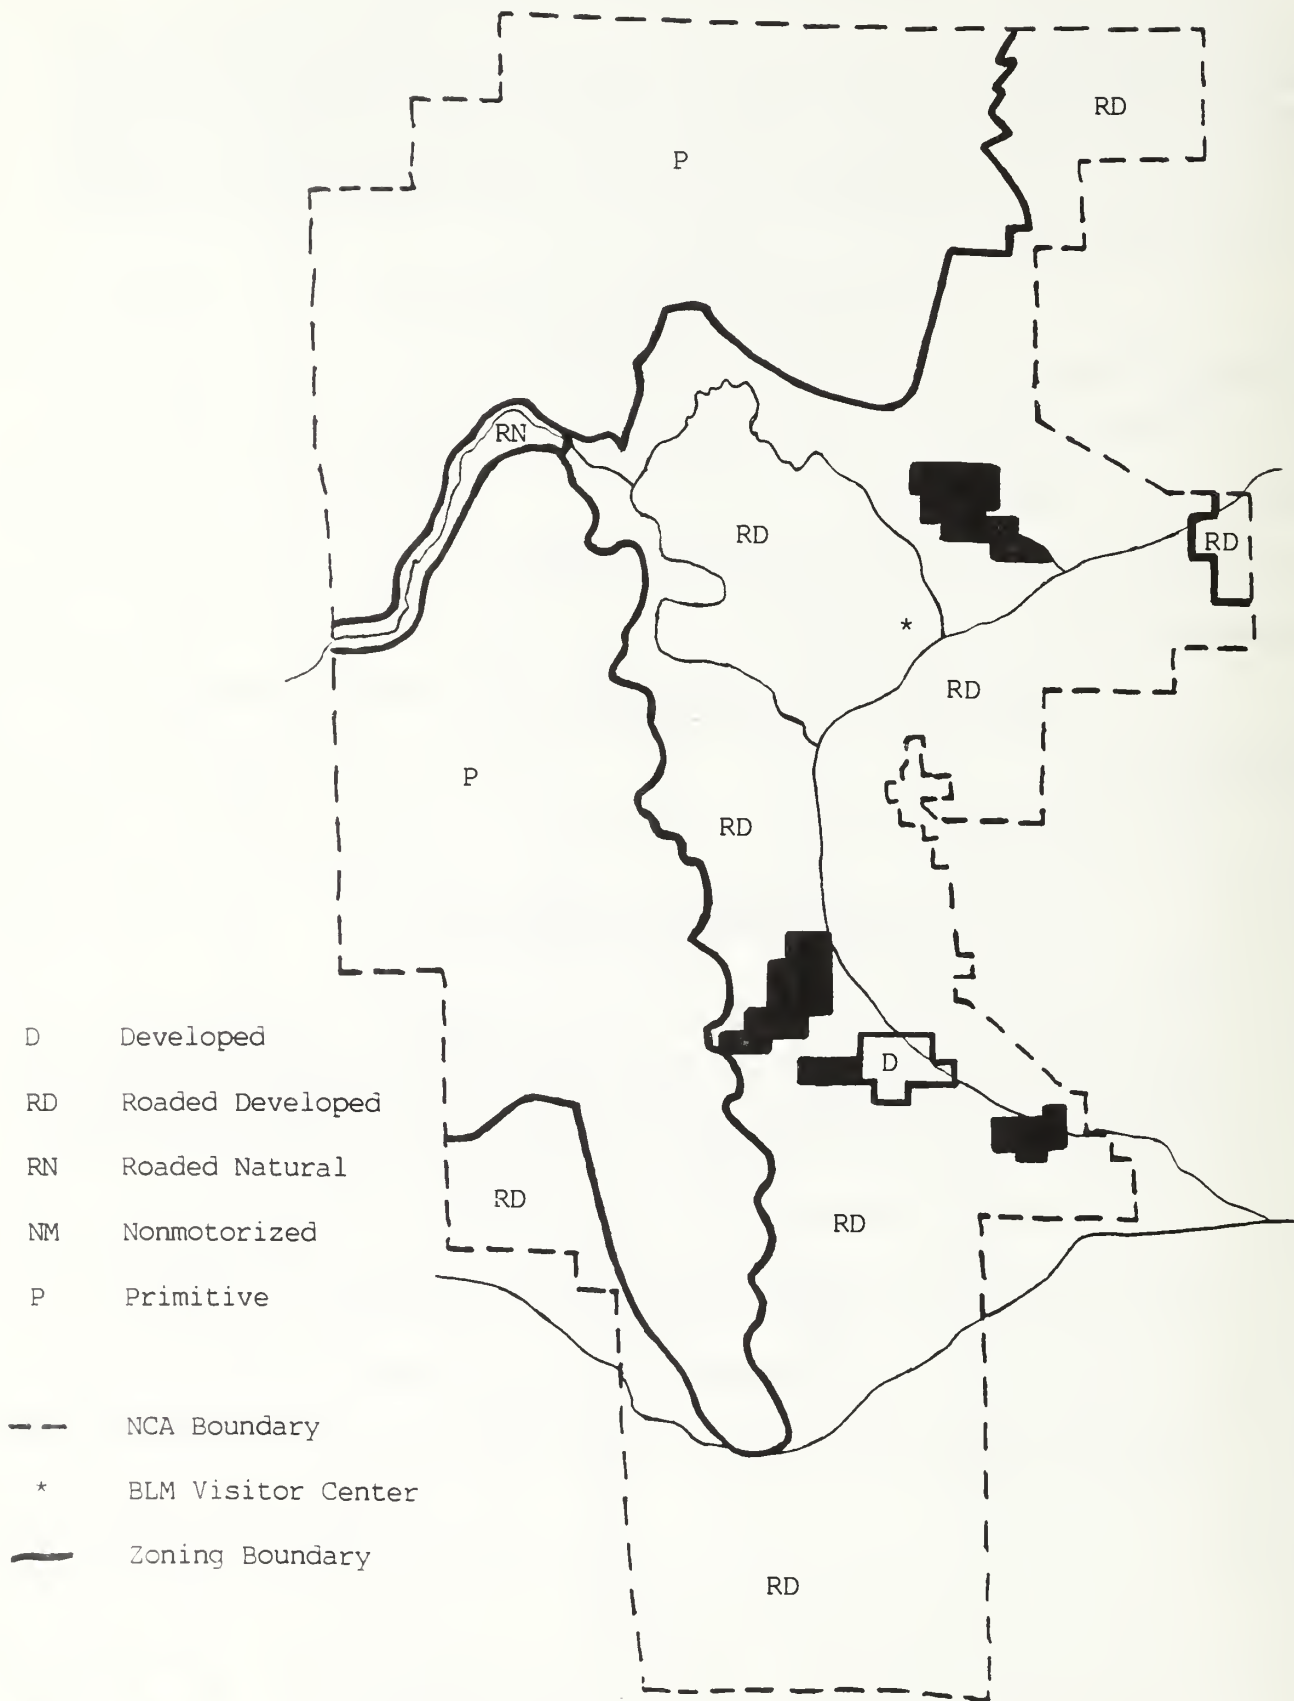 RD
P
RN
RD
RD
*
RD
P
RD
D Developed
D
RD Roaded Developed
RN Roaded Natural
RD
RD
NM Nonmotorized
P Primitive
--- NCA Boundary
* BLM Visitor Center
Zoning Boundary
RD